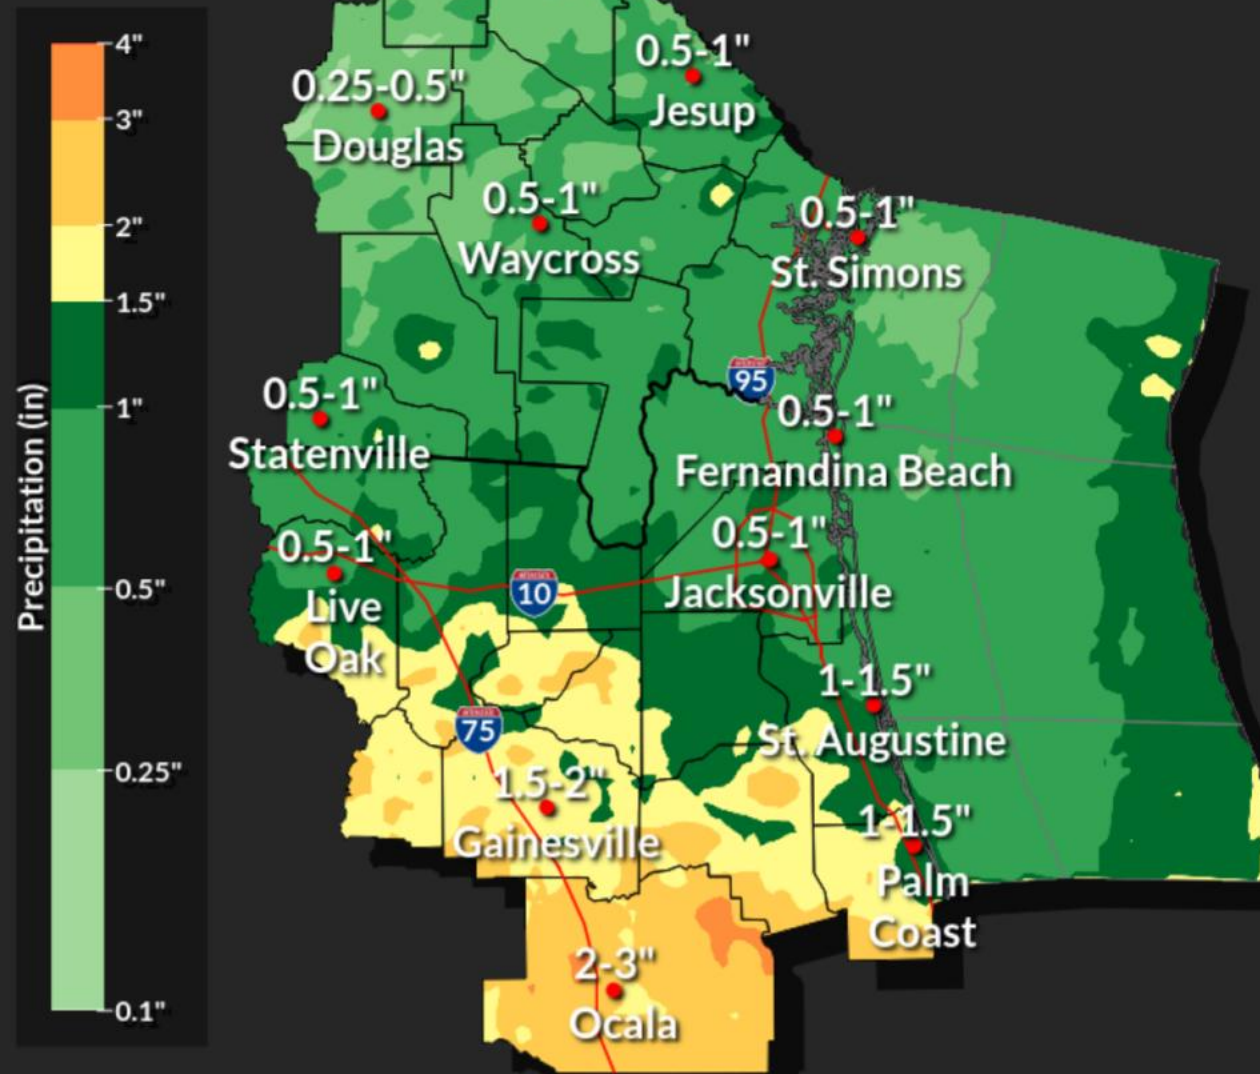 4"
3"
2"
1.5"
1"
0.5"
0.25"
0.1"
Precipitation (in)
0.5-1"
Jesup
0.25-0.5"
Douglas
0.5-1"
Waycross
0.5-1"
St. Simons
95
0.5-1"
Statenville
0.5-1"
Fernandina Beach
0.5-1"
Live
Oak
10
0.5-1"
Jacksonville
75
1-1.5"
St. Augustine
1.5-2"
Gainesville
1-1.5"
Palm
Coast
2-3"
Ocala